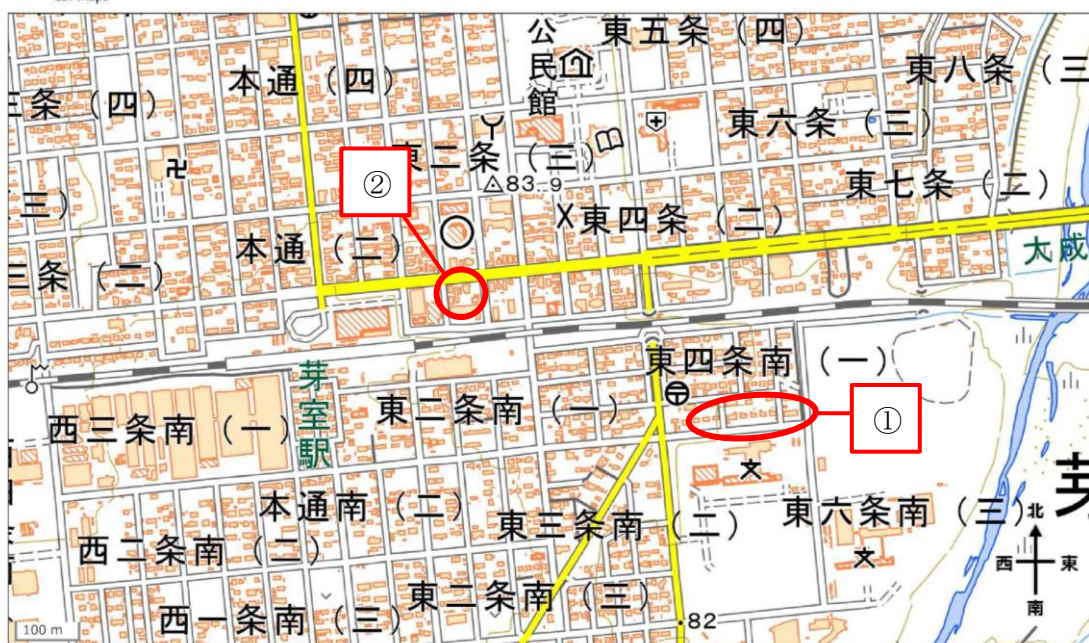 公民館
東五条（四）
本通（四）
東八条（三
三条（四）
東六条（三）
東二条（三）
②
83.9
東七条（二）
（三）
東四条（二）
本通（二）
大成
三条（二）
東四条南（一）
芽室駅
東二条南（一）
①
西三条南（一）
芽
本通南（二）
東三条南（二）
東六条南（三）
北
西二条南（二）
西 東
南
西一条南（三）
東二条南（三）
82
100 m